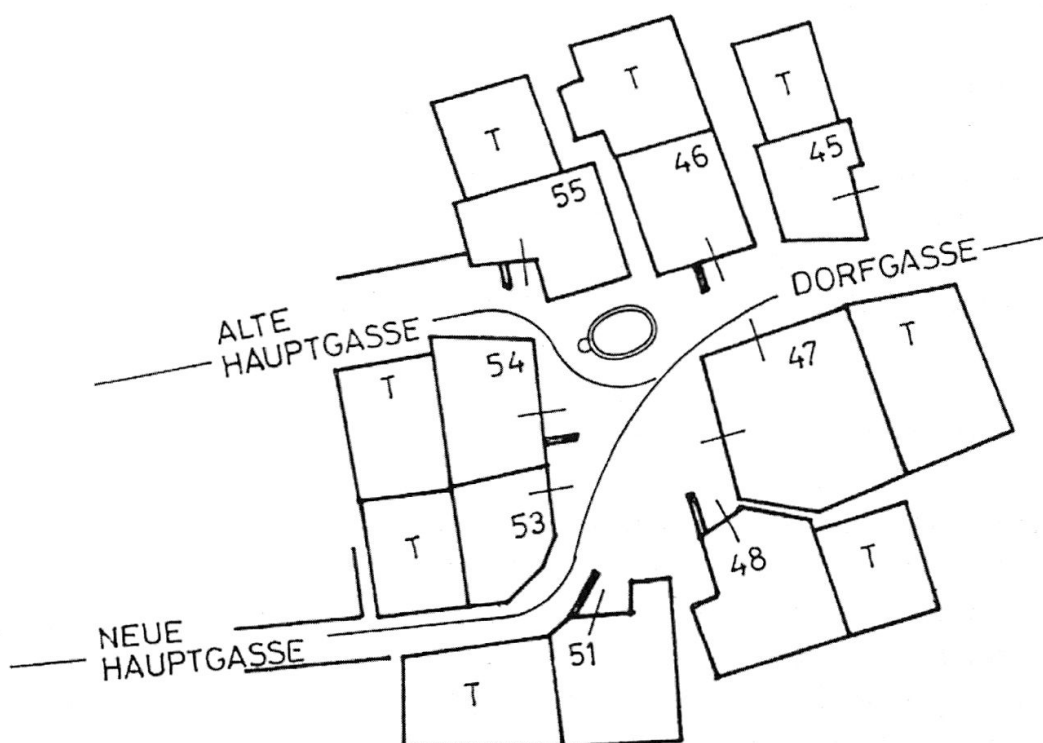 T
T
T
46
45
55
DORFGASSE
ALTE
HAUPTGASSE
54
47
T
T
53
T
48
T
NEUE
HAUPTGASSE
51
T